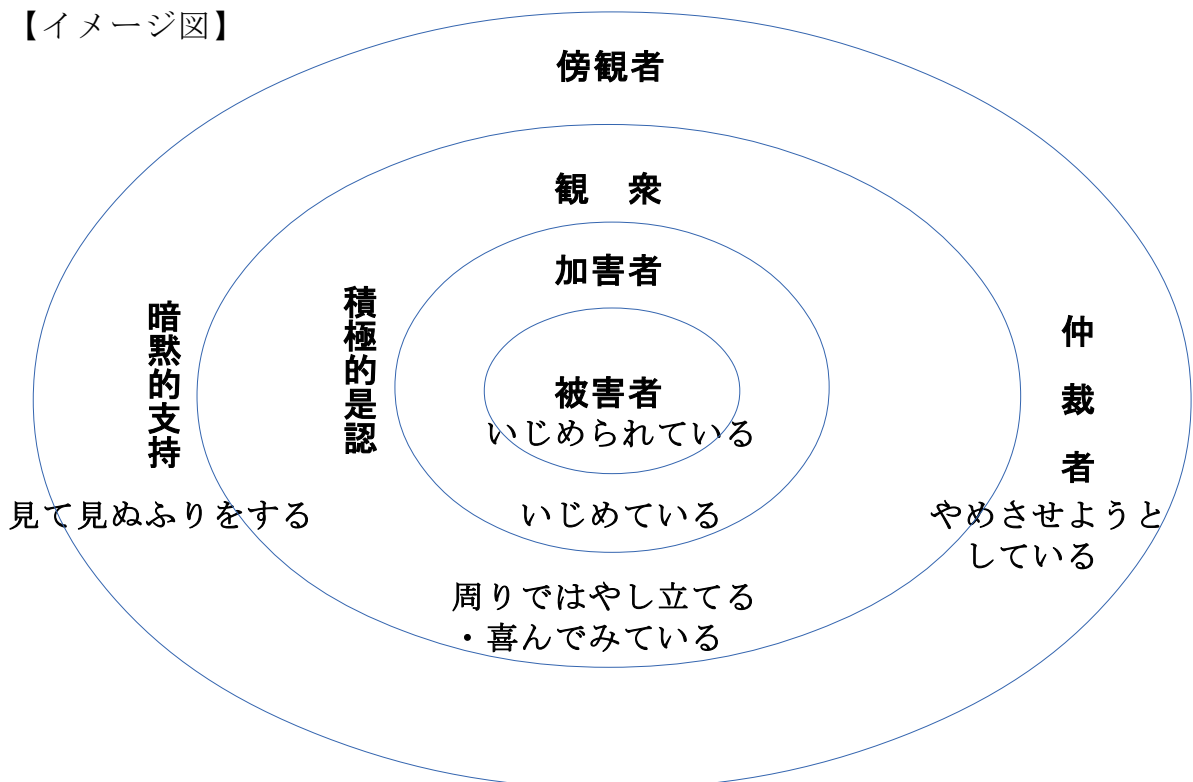 【イメージ図】
傍観者
観　衆
加害者
被害者
いじめられている
暗黙的支持
積極的是認
仲裁者
見て見ぬふりをする
いじめている
やめさせようと
している
周りではやし立てる
・喜んでみている